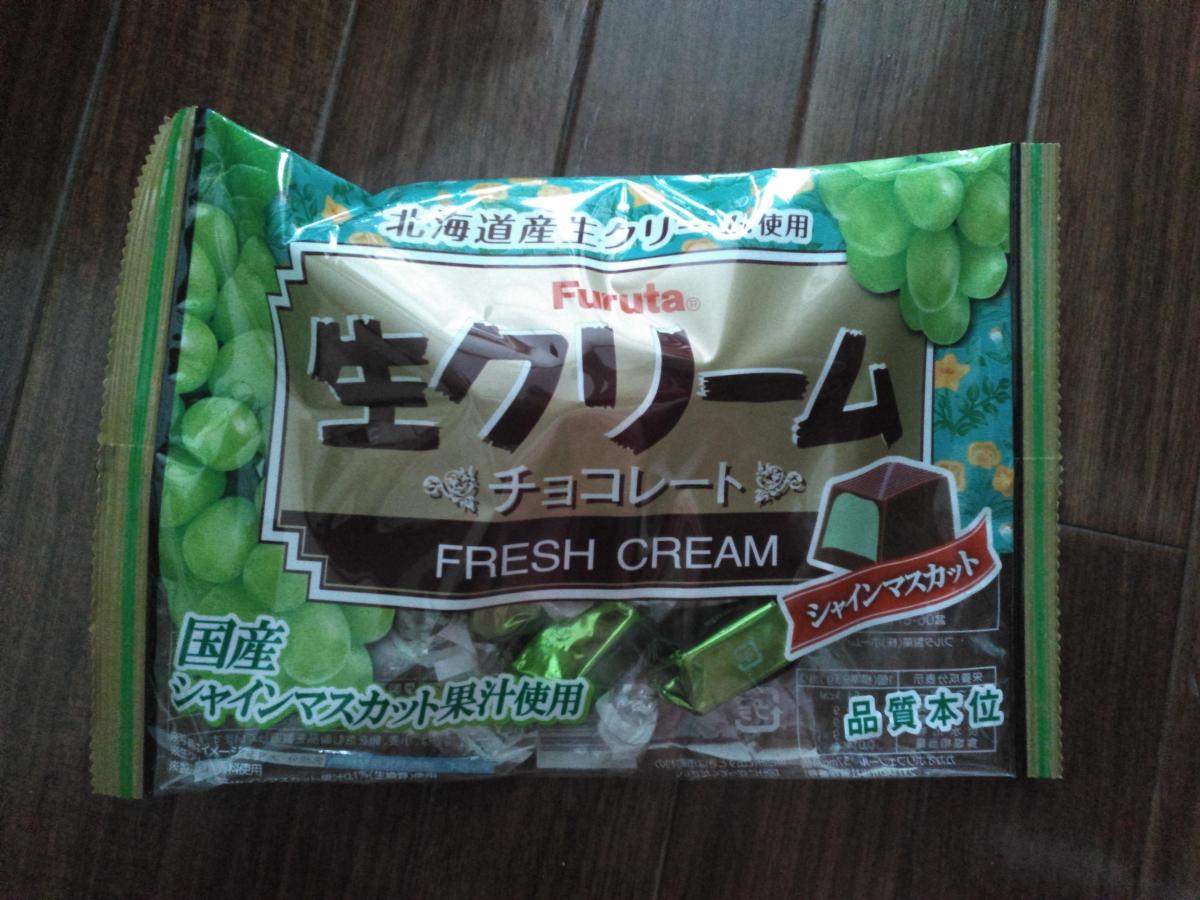 北海道産生クリーム使用
Furuta®
生クリーム
チョコレート
FRESH CREAM
シャインマスカット
国産
シャインマスカット果汁使用
品質本位